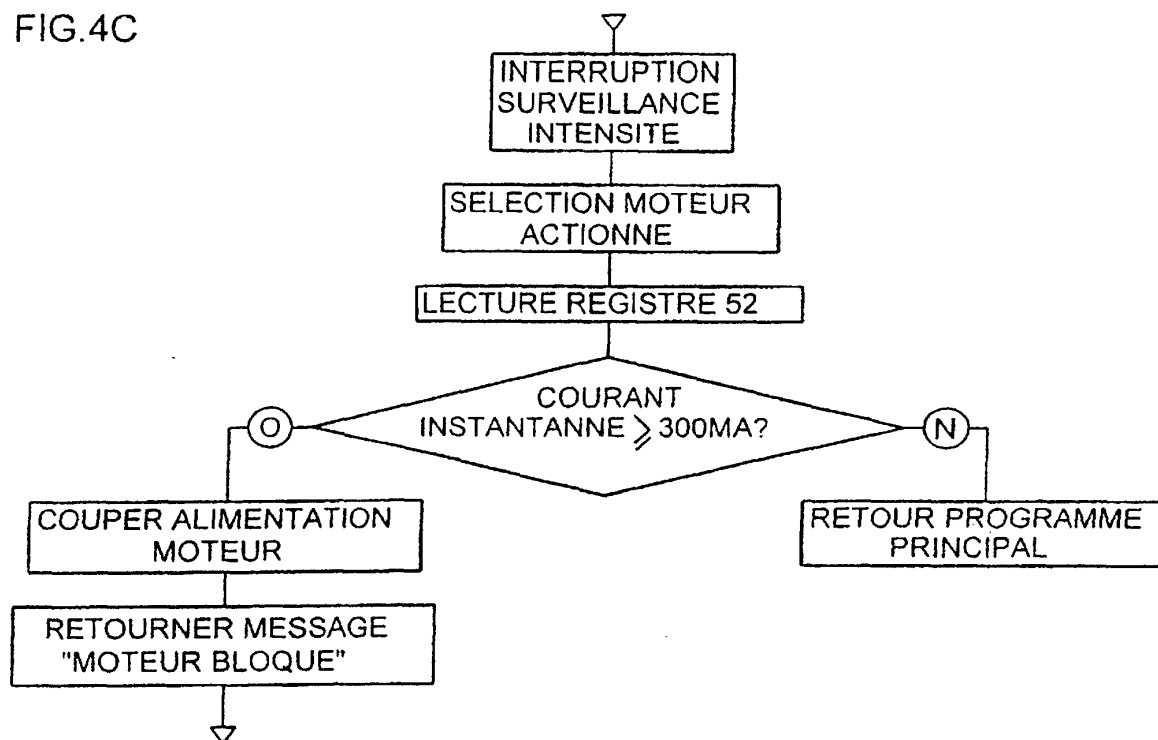 FIG.4C
INTERRUPTION
SURVEILLANCE
INTENSITE
SELECTION MOTEUR
ACTIONNE
LECTURE REGISTRE 52
COURANT
INSTANTANNE ⩾ 300MA?
O
N
COUPER ALIMENTATION
MOTEUR
RETOUR PROGRAMME
PRINCIPAL
RETOURNER MESSAGE
"MOTEUR BLOQUE"